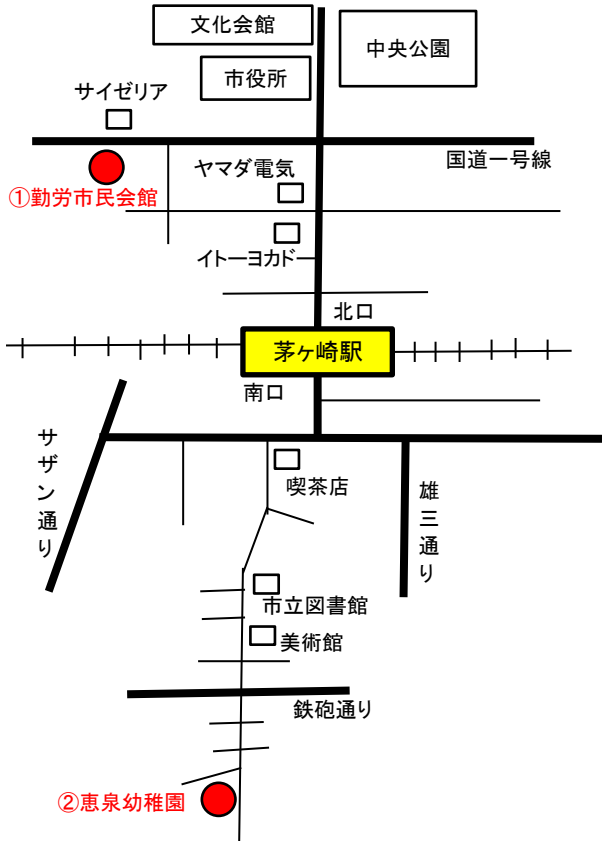 文化会館
中央公園
市役所
サイゼリア
国道一号線
ヤマダ電気
①勤労市民会館
イトーヨカドー
北口
茅ヶ崎駅
南口
サザン通り
喫茶店
雄三通り
市立図書館
美術館
鉄砲通り
②恵泉幼稚園